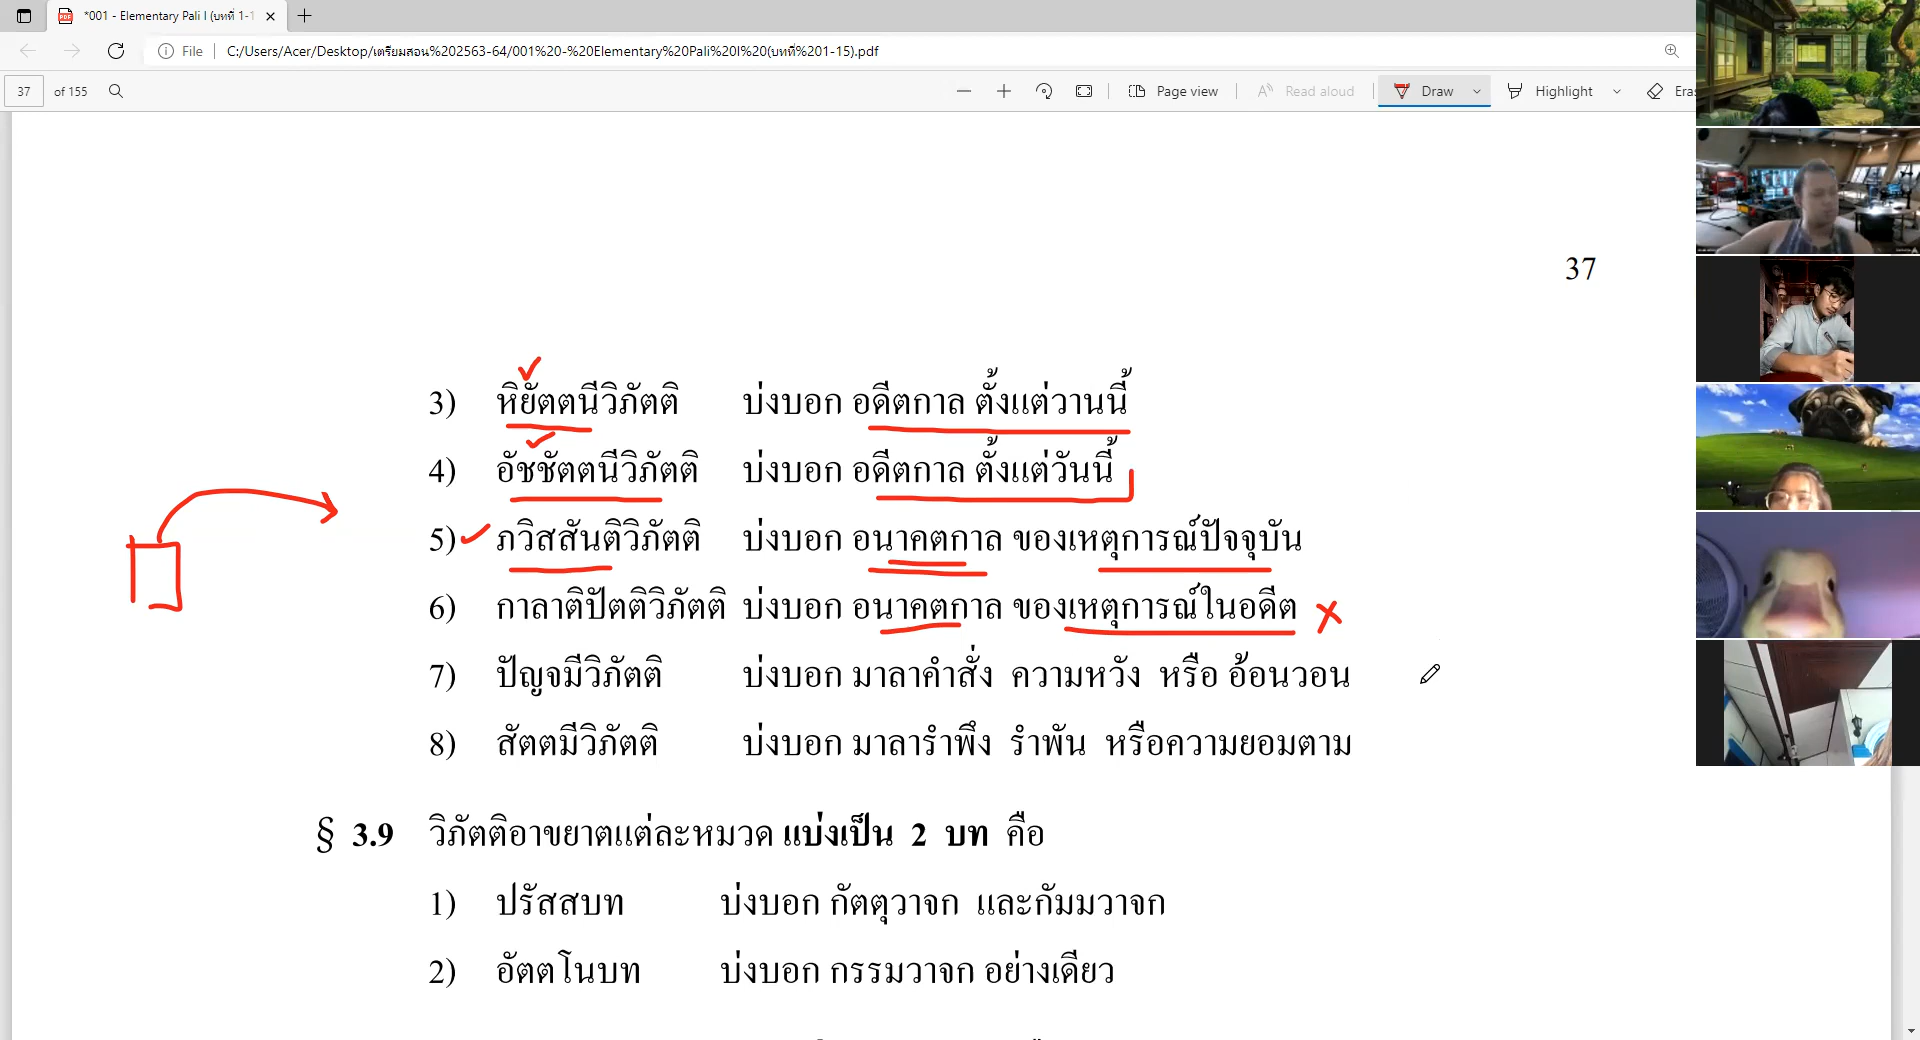 *001 - Elementary Pali I (บทที่ 1-1
File C:/Users/Acer/Desktop/เตรียมสอน%202563-64/001%20-%20Elementary%20Pali%20I%20(บทที่%201-15).pdf
37 of 155 Page view Read aloud Draw Highlight Eras
37
3) หิยัตตนีวิภัตติ บ่งบอก อดีตกาล ตั้งแต่วานนี้
4) อัชชัตตนีวิภัตติ บ่งบอก อดีตกาล ตั้งแต่วันนี้
5) ภวิสสันติวิภัตติ บ่งบอก อนาคตกาล ของเหตุการณ์ปัจจุบัน
6) กาลาติปัตติวิภัตติ บ่งบอก อนาคตกาล ของเหตุการณ์ในอดีต
7) ปัญจมีวิภัตติ บ่งบอก มาลาคำสั่ง ความหวัง หรือ อ้อนวอน
8) สัตตมีวิภัตติ บ่งบอก มาลารำพึง รำพัน หรือความยอมตาม
§ 3.9 วิภัตติอาขยาตแต่ละหมวด แบ่งเป็น 2 บท คือ
1) ปรัสสบท บ่งบอก กัตตุวาจก และกัมมวาจก
2) อัตตโนบท บ่งบอก กรรมวาจก อย่างเดียว